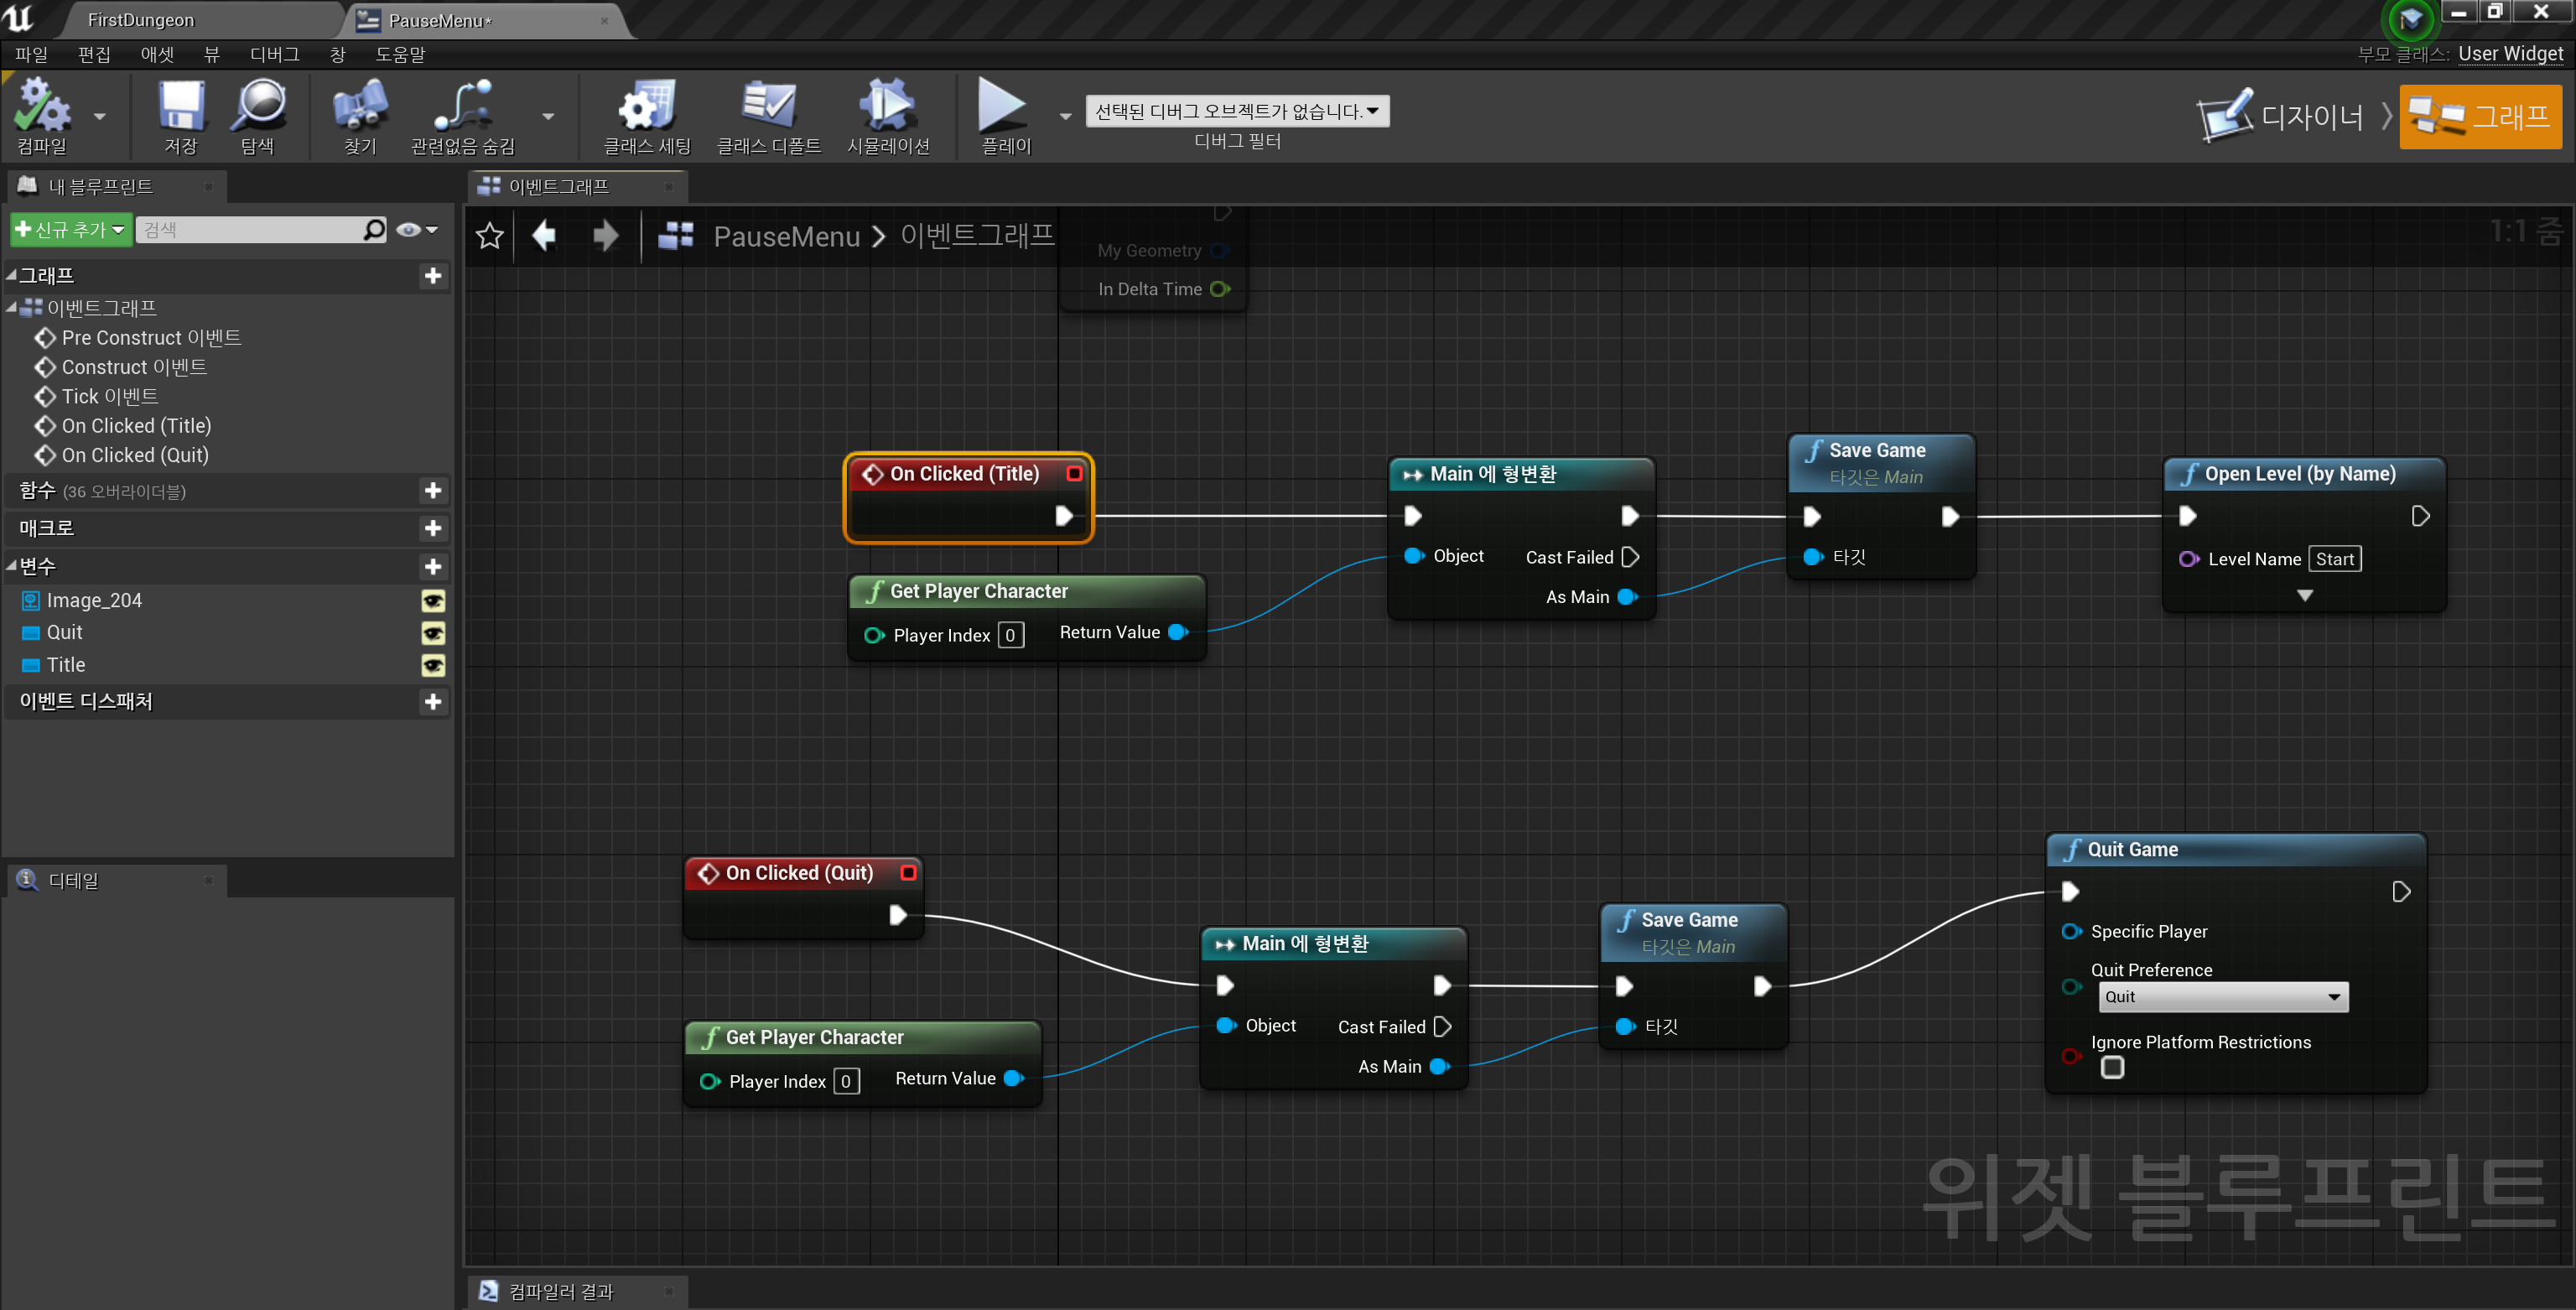 FirstDungeon
PauseMenu*
파일 편집 애셋 뷰 디버그 창 도움말
부모 클래스: User Widget
컴파일
저장
탐색
찾기
관련없음 숨김
클래스 세팅
클래스 디폴트
시뮬레이션
플레이
선택된 디버그 오브젝트가 없습니다.
디버그 필터
디자이너
그래프
내 블루프린트
신규 추가
검색
그래프
이벤트그래프
Pre Construct 이벤트
Construct 이벤트
Tick 이벤트
On Clicked (Title)
On Clicked (Quit)
함수 (36 오버라이더블)
매크로
변수
Image_204
Quit
Title
이벤트 디스패처
디테일
이벤트그래프
PauseMenu > 이벤트그래프
1:1 줌
My Geometry
In Delta Time
On Clicked (Title)
Get Player Character
Player Index 0
Return Value
Main 에 형변환
Object
Cast Failed
As Main
Save Game
타깃은 Main
타깃
Open Level (by Name)
Level Name Start
On Clicked (Quit)
Get Player Character
Player Index 0
Return Value
Main 에 형변환
Object
Cast Failed
As Main
Save Game
타깃은 Main
타깃
Quit Game
Specific Player
Quit Preference
Quit
Ignore Platform Restrictions
위젯 블루프린트
컴파일러 결과